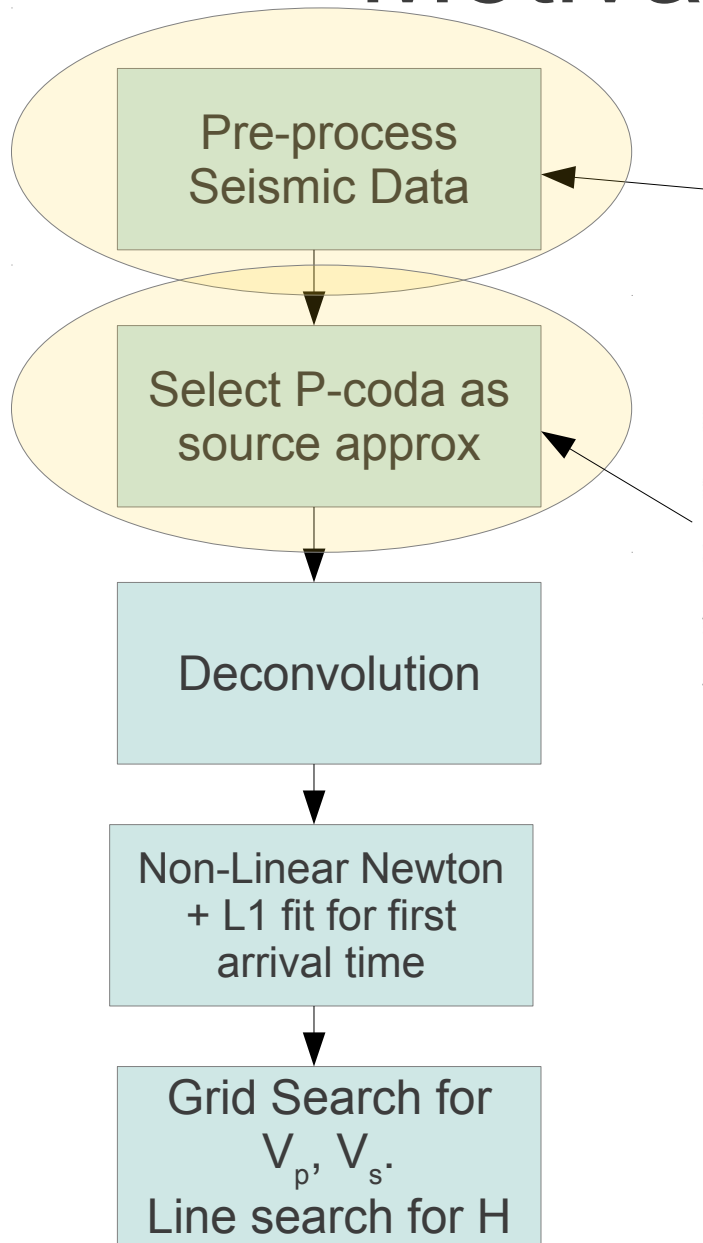 Pre-process
Seismic Data
Select P-coda as
source approx
Deconvolution
Non-Linear Newton
+ L1 fit for first
arrival time
Grid Search for
Vp, Vs.
Line search for H